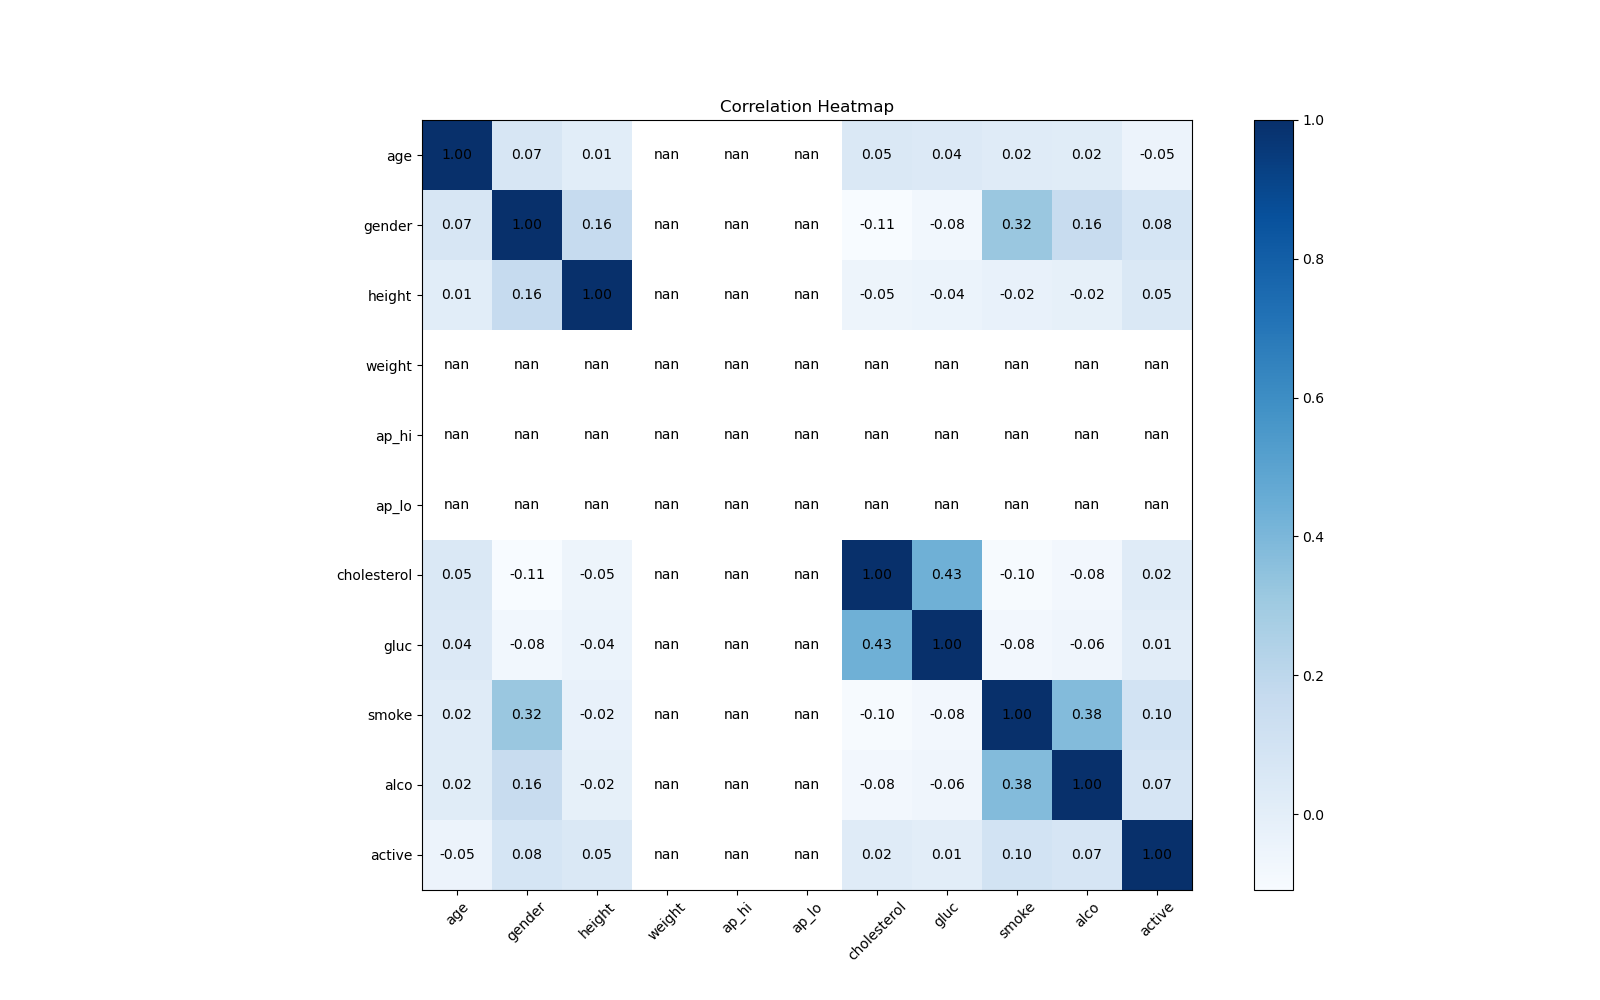 Correlation Heatmap
age 1.00 0.07 0.01 nan nan nan 0.05 0.04 0.02 0.02 -0.05
gender 0.07 1.00 0.16 nan nan nan -0.11 -0.08 0.32 0.16 0.08
height 0.01 0.16 1.00 nan nan nan -0.05 -0.04 -0.02 -0.02 0.05
weight nan nan nan nan nan nan nan nan nan nan nan
ap_hi nan nan nan nan nan nan nan nan nan nan nan
ap_lo nan nan nan nan nan nan nan nan nan nan nan
cholesterol 0.05 -0.11 -0.05 nan nan nan 1.00 0.43 -0.10 -0.08 0.02
gluc 0.04 -0.08 -0.04 nan nan nan 0.43 1.00 -0.08 -0.06 0.01
smoke 0.02 0.32 -0.02 nan nan nan -0.10 -0.08 1.00 0.38 0.10
alco 0.02 0.16 -0.02 nan nan nan -0.08 -0.06 0.38 1.00 0.07
active -0.05 0.08 0.05 nan nan nan 0.02 0.01 0.10 0.07 1.00
age gender height weight ap_hi ap_lo cholesterol gluc smoke alco active
1.0
0.8
0.6
0.4
0.2
0.0